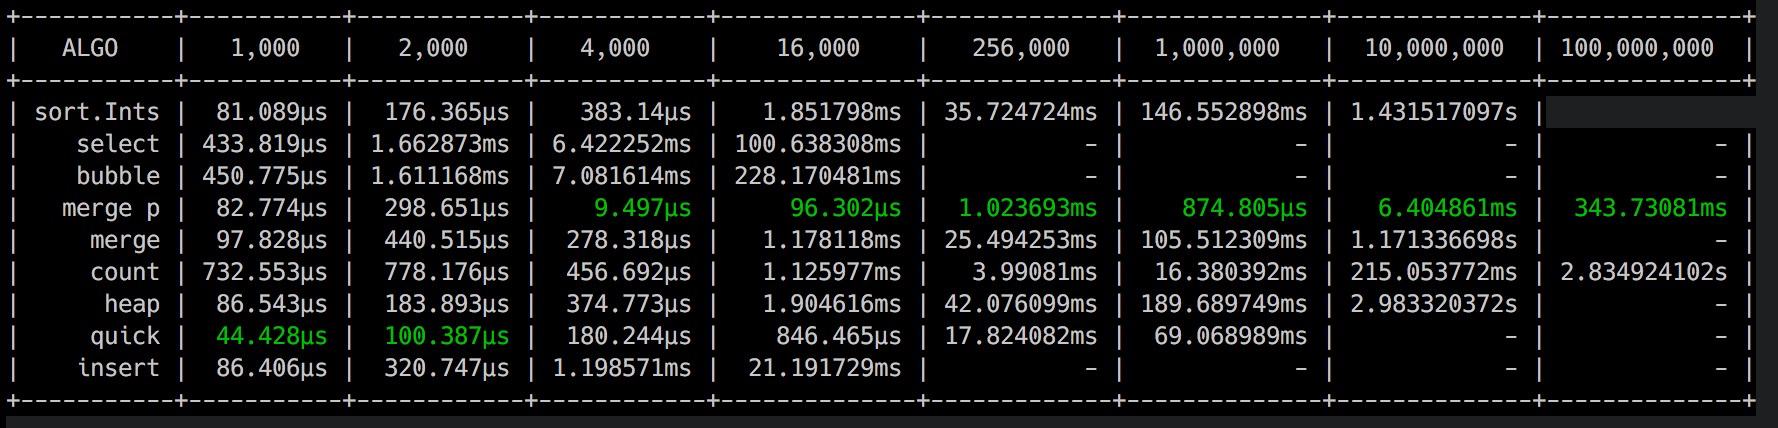 +-----------+-----------+------------+------------+--------------+--------------+--------------+--------------+
| ALGO | 1,000 | 2,000 | 4,000 | 16,000 | 256,000 | 1,000,000 | 10,000,000 | 100,000,000 |
+-----------+-----------+------------+------------+--------------+--------------+--------------+--------------+
| sort.Ints | 81.089µs | 176.365µs | 383.14µs | 1.851798ms | 35.724724ms | 146.552898ms | 1.431517097s |
| select | 433.819µs | 1.662873ms | 6.422252ms | 100.638308ms | - | - | - | - |
| bubble | 450.775µs | 1.611168ms | 7.081614ms | 228.170481ms | - | - | - | - |
| merge p | 82.774µs | 298.651µs | 9.497µs | 96.302µs | 1.023693ms | 874.805µs | 6.404861ms | 343.73081ms |
| merge | 97.828µs | 440.515µs | 278.318µs | 1.178118ms | 25.494253ms | 105.512309ms | 1.171336698s | - |
| count | 732.553µs | 778.176µs | 456.692µs | 1.125977ms | 3.99081ms | 16.380392ms | 215.053772ms | 2.834924102s |
| heap | 86.543µs | 183.893µs | 374.773µs | 1.904616ms | 42.076099ms | 189.689749ms | 2.983320372s | - |
| quick | 44.428µs | 100.387µs | 180.244µs | 846.465µs | 17.824082ms | 69.068989ms | - | - |
| insert | 86.406µs | 320.747µs | 1.198571ms | 21.191729ms | - | - | - | - |
+-----------+-----------+------------+------------+--------------+--------------+--------------+--------------+